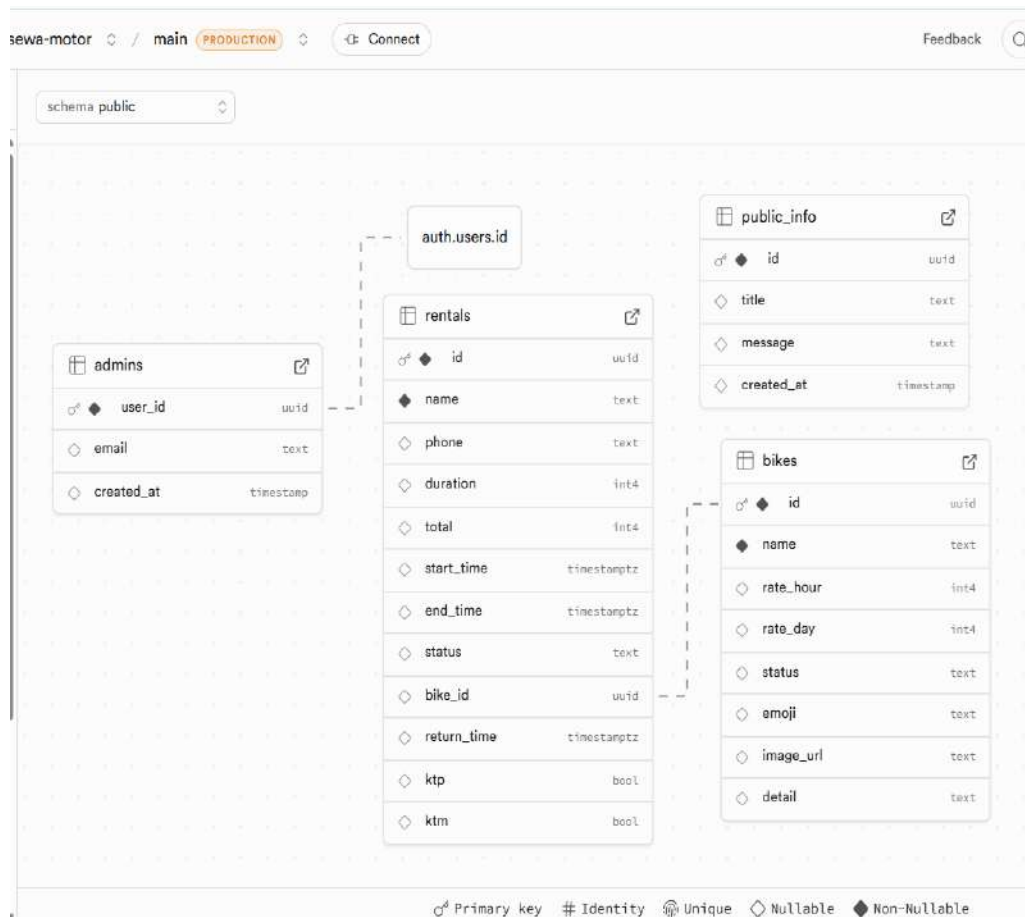 sewa-motor / main PRODUCTION Connect Feedback
schema public
auth.users.id
admins
user_id uuid
email text
created_at timestamp
rentals
id uuid
name text
phone text
duration int4
total int4
start_time timestamptz
end_time timestamptz
status text
bike_id uuid
return_time timestamptz
ktp bool
ktm bool
public_info
id uuid
title text
message text
created_at timestamp
bikes
id uuid
name text
rate_hour int4
rate_day int4
status text
emoji text
image_url text
detail text
Primary key # Identity Unique Nullable Non-Nullable